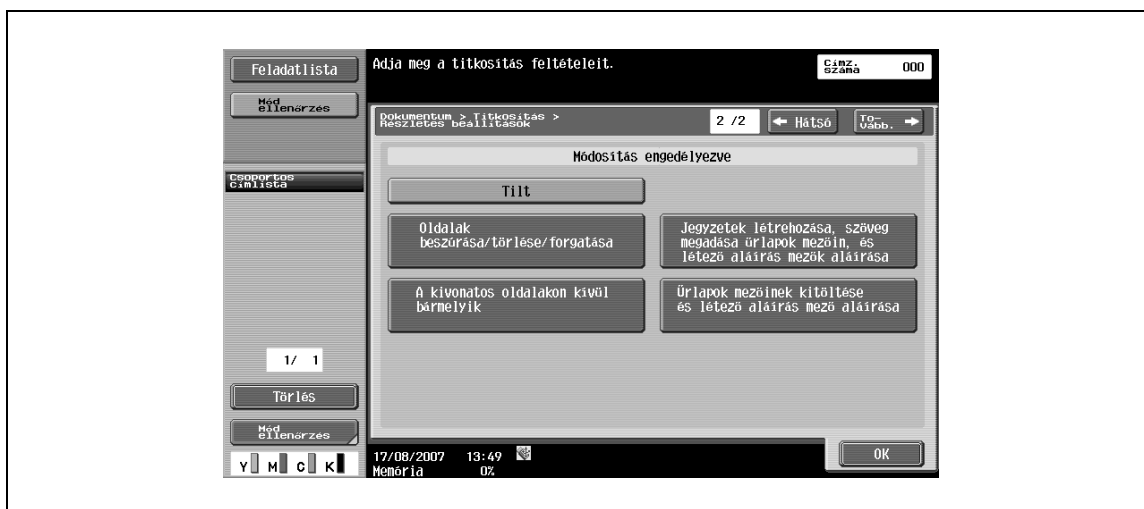 Feladatlista
Adja meg a titkosítás feltételeit.
Címz.
száma
000
Mód
ellenőrzés
Dokumentum > Titkosítás >
Részletes beállítások
2 /2
← Hátsó
To-
vább. →
Módosítás engedélyezve
Csoportos
címlista
Tilt
Oldalak
beszúrása/törlése/forgatása
Jegyzetek létrehozása, szöveg
megadása űrlapok mezőin, és
létező aláírás mezők aláírása
A kivonatos oldalakon kívül
bármelyik
Űrlapok mezőinek kitöltése
és létező aláírás mező aláírása
1/ 1
Törlés
Mód
ellenőrzés
Y M C K
17/08/2007 13:49
Memória 0%
OK